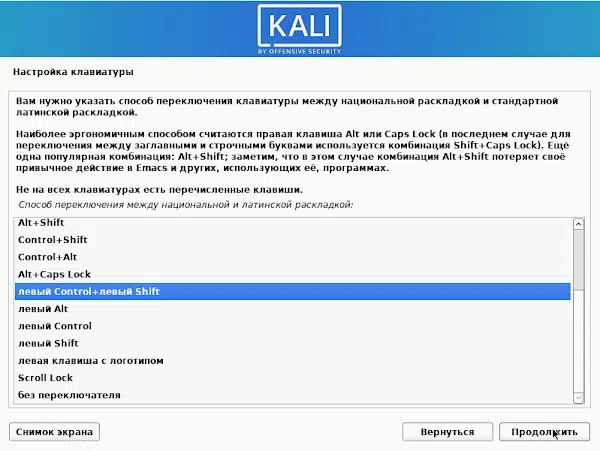 KALI
BY OFFENSIVE SECURITY
Настройка клавиатуры
Вам нужно указать способ переключения клавиатуры между национальной раскладкой и стандартной
латинской раскладкой.
Наиболее эргономичным способом считаются правая клавиша Alt или Caps Lock (в последнем случае для
переключения между заглавными и строчными буквами используется комбинация Shift+Caps Lock). Ещё
одна популярная комбинация: Alt+Shift; заметим, что в этом случае комбинация Alt+Shift потеряет своё
привычное действие в Emacs и других, использующих её, программах.
Не на всех клавиатурах есть перечисленные клавиши.
Способ переключения между национальной и латинской раскладкой:
Alt+Shift
Control+Shift
Control+Alt
Alt+Caps Lock
левый Control+левый Shift
левый Alt
левый Control
левый Shift
левая клавиша с логотипом
Scroll Lock
без переключателя
Снимок экрана
Вернуться
Продолжить